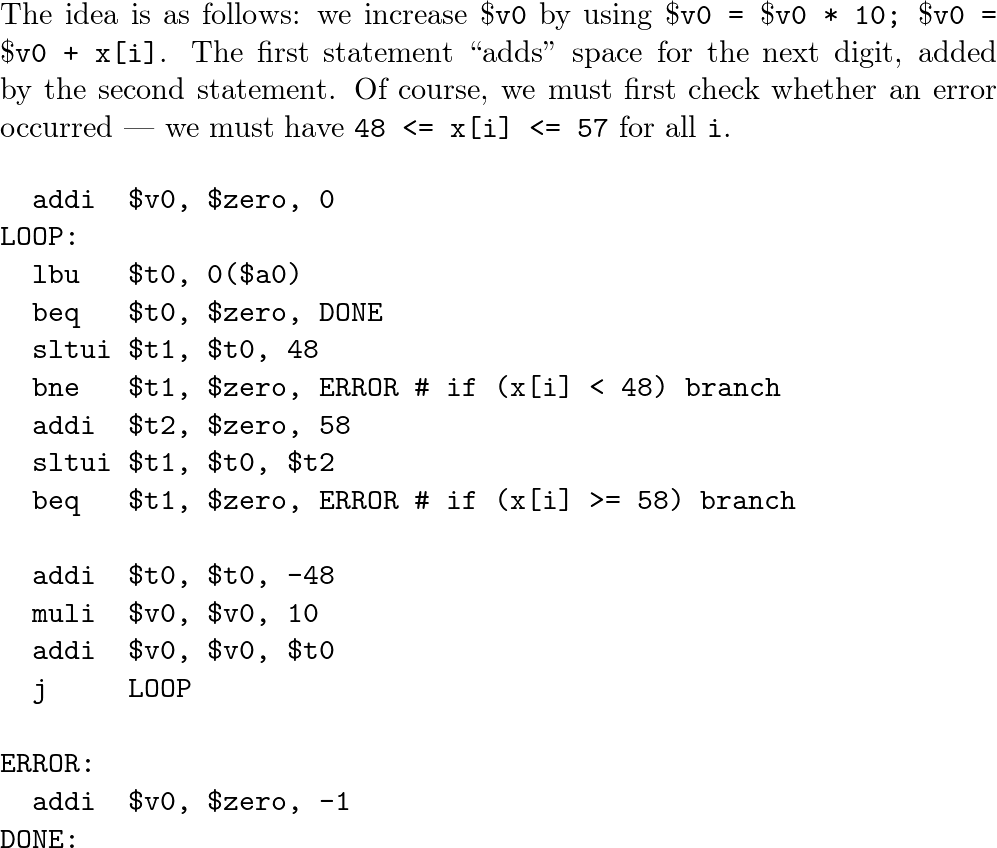 The idea is as follows: we increase $v0 by using $v0 = $v0 * 10; $v0 =
$v0 + x[i]. The first statement “adds” space for the next digit, added
by the second statement. Of course, we must first check whether an error
occurred — we must have 48 <= x[i] <= 57 for all i.
addi $v0, $zero, 0
LOOP:
lbu $t0, 0($a0)
beq $t0, $zero, DONE
sltui $t1, $t0, 48
bne $t1, $zero, ERROR # if (x[i] < 48) branch
addi $t2, $zero, 58
sltui $t1, $t0, $t2
beq $t1, $zero, ERROR # if (x[i] >= 58) branch
addi $t0, $t0, -48
muli $v0, $v0, 10
addi $v0, $v0, $t0
j LOOP
ERROR:
addi $v0, $zero, -1
DONE: